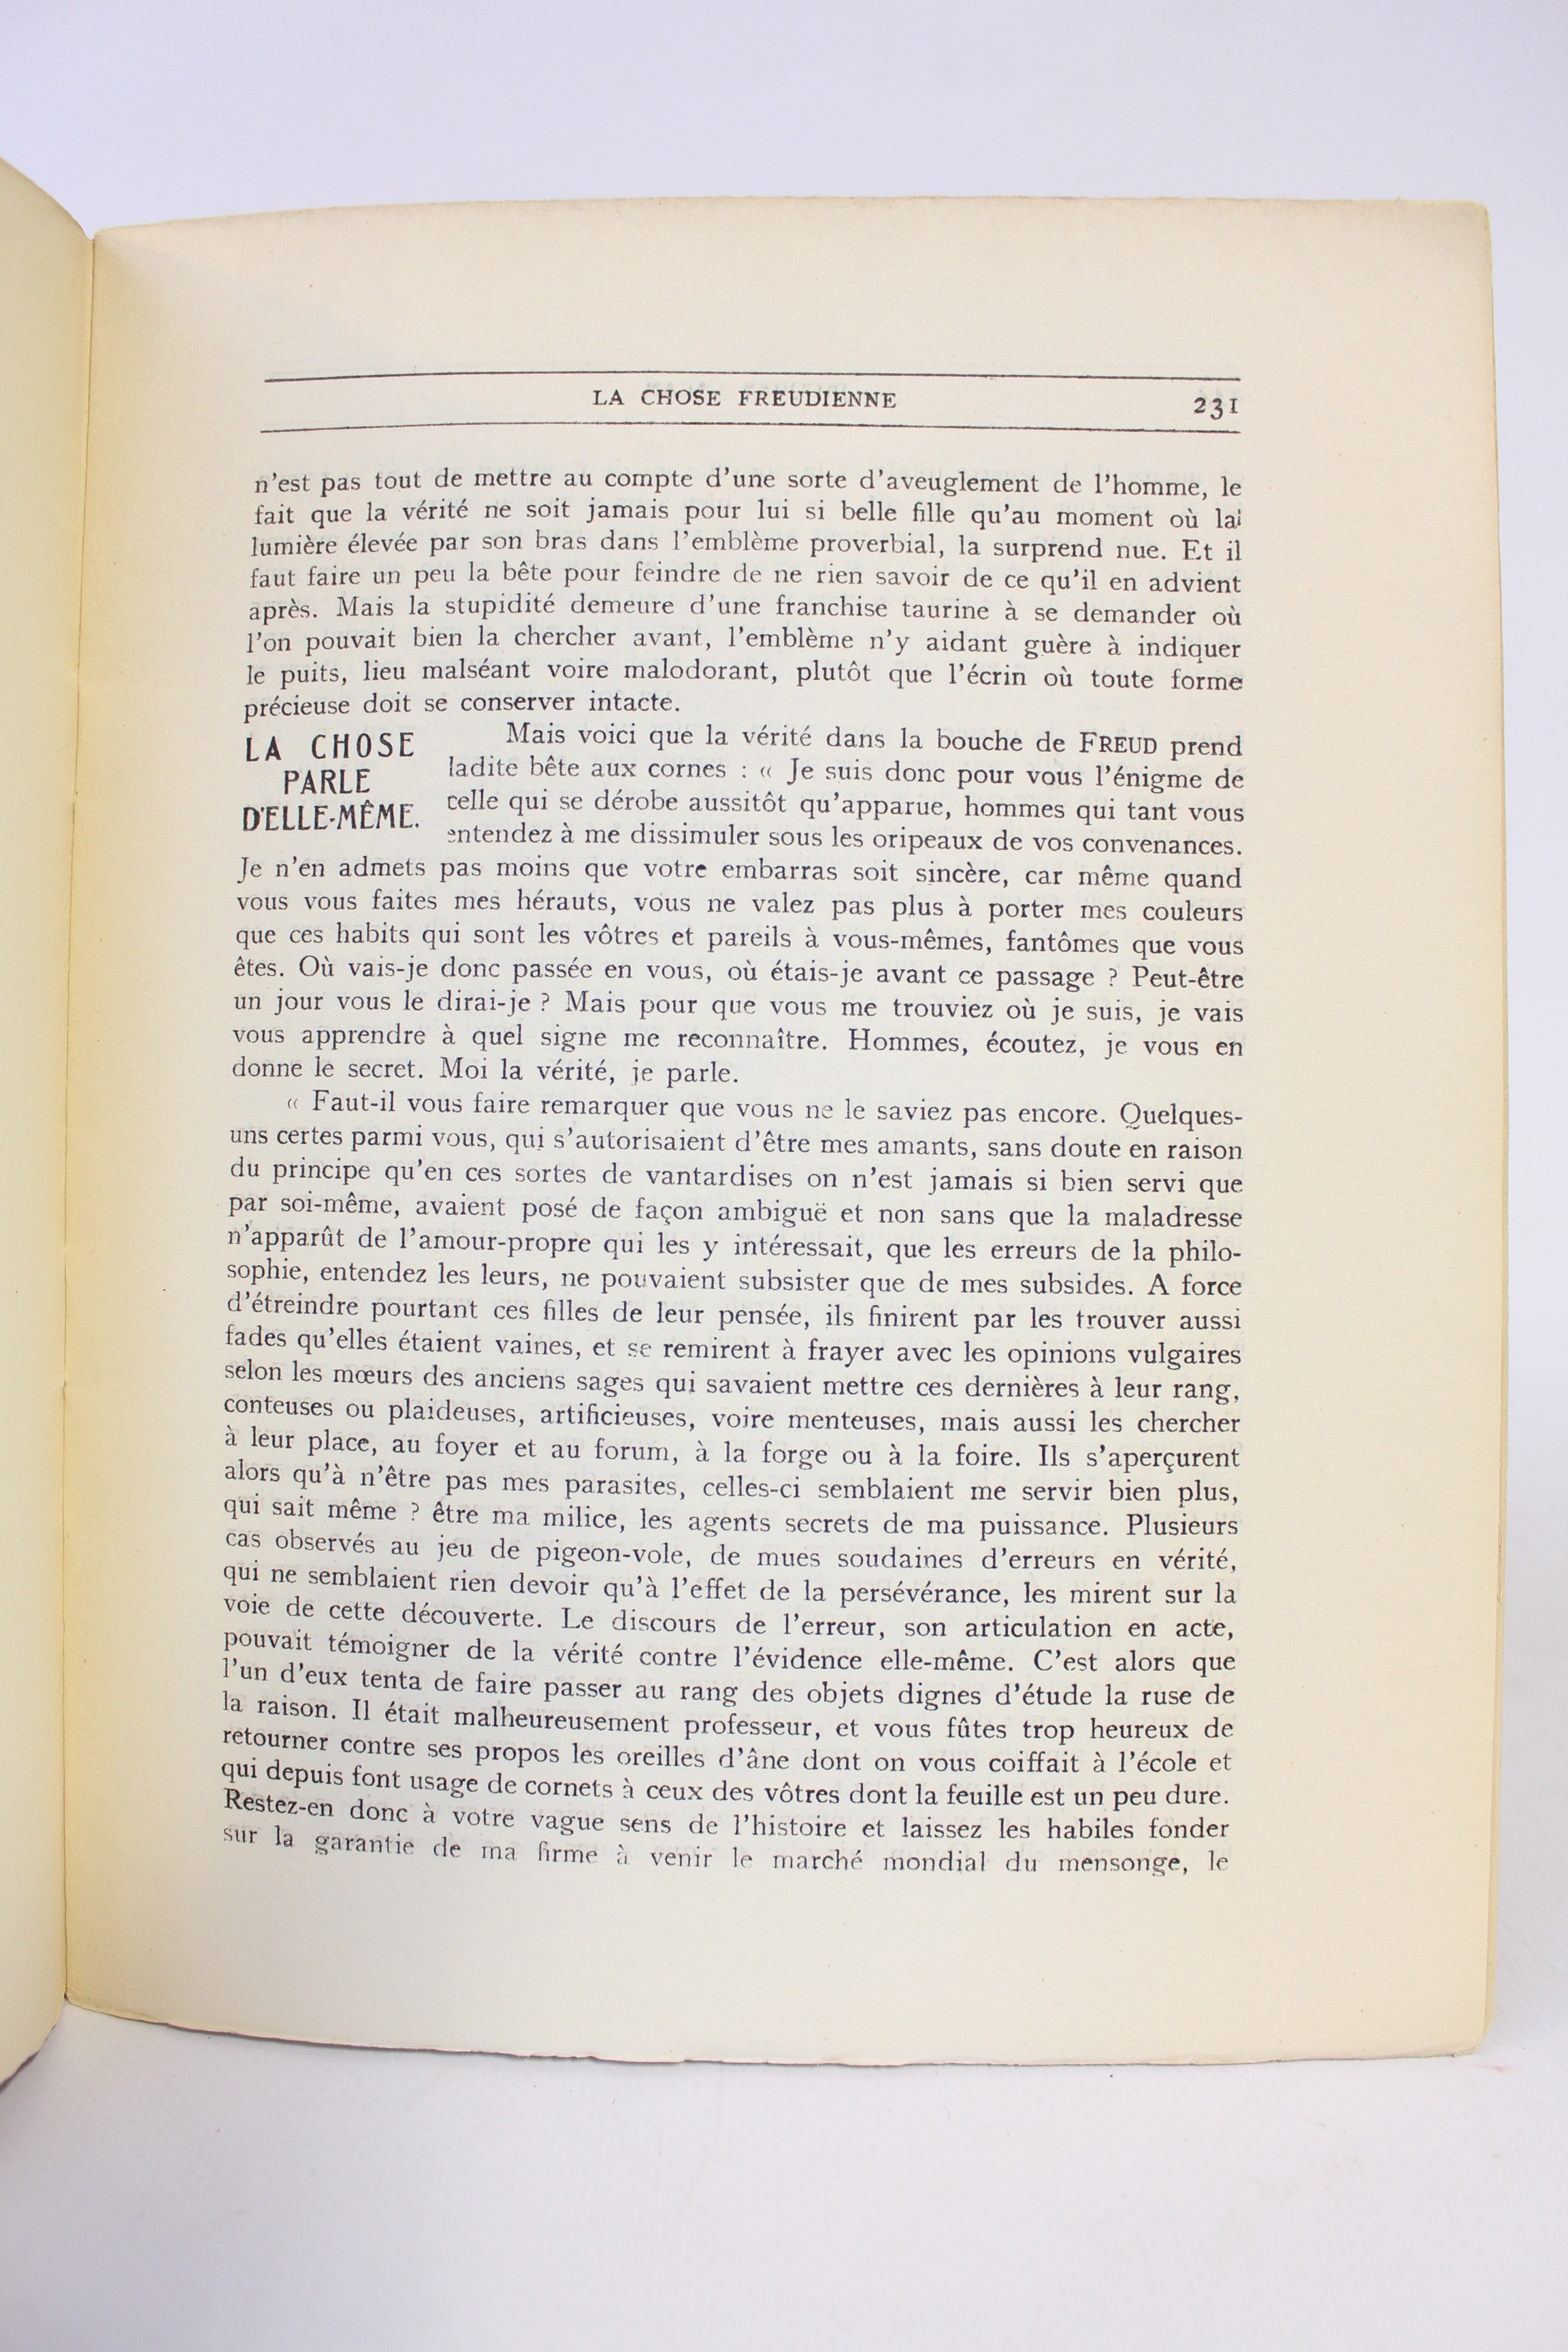 LA CHOSE FREUDIENNE 231
n'est pas tout de mettre au compte d'une sorte d'aveuglement de l'homme, le
fait que la vérité ne soit jamais pour lui si belle fille qu'au moment où la
lumière élevée par son bras dans l'emblème proverbial, la surprend nue. Et il
faut faire un peu la bête pour feindre de ne rien savoir de ce qu'il en advient
après. Mais la stupidité demeure d'une franchise taurine à se demander où
l'on pouvait bien la chercher avant, l'emblème n'y aidant guère à indiquer
le puits, lieu malséant voire malodorant, plutôt que l'écrin où toute forme
précieuse doit se conserver intacte.
LA CHOSE
PARLE
D'ELLE-MÊME.
Mais voici que la vérité dans la bouche de FREUD prend
ladite bête aux cornes : « Je suis donc pour vous l'énigme de
celle qui se dérobe aussitôt qu'apparue, hommes qui tant vous
entendez à me dissimuler sous les oripeaux de vos convenances.
Je n'en admets pas moins que votre embarras soit sincère, car même quand
vous vous faites mes hérauts, vous ne valez pas plus à porter mes couleurs
que ces habits qui sont les vôtres et pareils à vous-mêmes, fantômes que vous
êtes. Où vais-je donc passée en vous, où étais-je avant ce passage ? Peut-être
un jour vous le dirai-je ? Mais pour que vous me trouviez où je suis, je vais
vous apprendre à quel signe me reconnaître. Hommes, écoutez, je vous en
donne le secret. Moi la vérité, je parle.
« Faut-il vous faire remarquer que vous ne le saviez pas encore. Quelques-
uns certes parmi vous, qui s'autorisaient d'être mes amants, sans doute en raison
du principe qu'en ces sortes de vantardises on n'est jamais si bien servi que
par soi-même, avaient posé de façon ambiguë et non sans que la maladresse
n'apparût de l'amour-propre qui les y intéressait, que les erreurs de la philo-
sophie, entendez les leurs, ne pouvaient subsister que de mes subsides. A force
d'étreindre pourtant ces filles de leur pensée, ils finirent par les trouver aussi
fades qu'elles étaient vaines, et se remirent à frayer avec les opinions vulgaires
selon les mœurs des anciens sages qui savaient mettre ces dernières à leur rang,
conteuses ou plaideuses, artificieuses, voire menteuses, mais aussi les chercher
à leur place, au foyer et au forum, à la forge ou à la foire. Ils s'aperçurent
alors qu'à n'être pas mes parasites, celles-ci semblaient me servir bien plus,
qui sait même ? être ma milice, les agents secrets de ma puissance. Plusieurs
cas observés au jeu de pigeon-vole, de mues soudaines d'erreurs en vérité,
qui ne semblaient rien devoir qu'à l'effet de la persévérance, les mirent sur la
voie de cette découverte. Le discours de l'erreur, son articulation en acte,
pouvait témoigner de la vérité contre l'évidence elle-même. C'est alors que
l'un d'eux tenta de faire passer au rang des objets dignes d'étude la ruse de
la raison. Il était malheureusement professeur, et vous fûtes trop heureux de
retourner contre ses propos les oreilles d'âne dont on vous coiffait à l'école et
qui depuis font usage de cornets à ceux des vôtres dont la feuille est un peu dure.
Restez-en donc à votre vague sens de l'histoire et laissez les habiles fonder
sur la garantie de ma firme à venir le marché mondial du mensonge, le